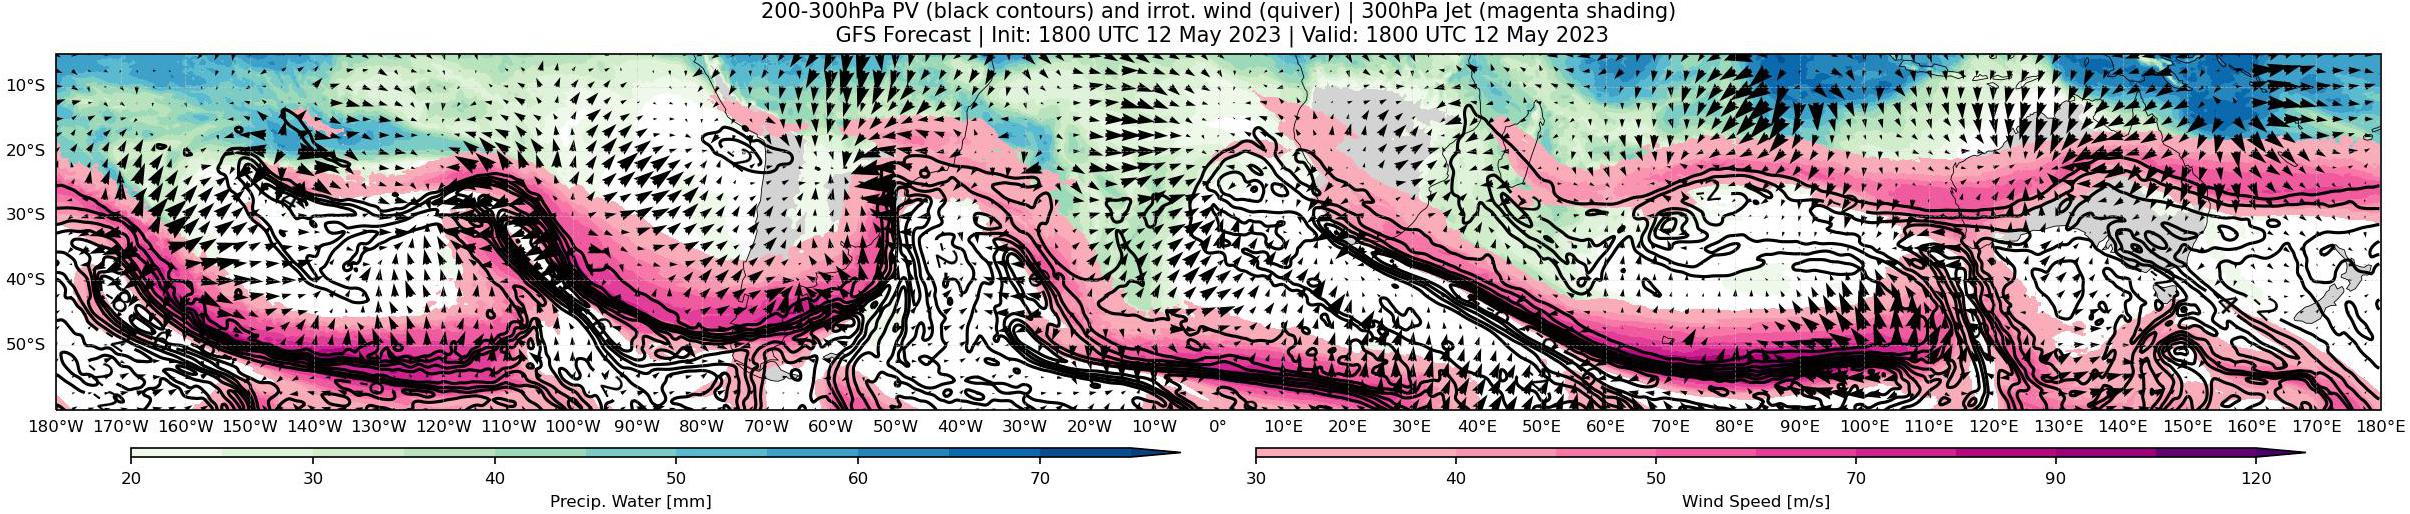 200-300hPa PV (black contours) and irrot. wind (quiver) | 300hPa Jet (magenta shading)
GFS Forecast | Init: 1800 UTC 12 May 2023 | Valid: 1800 UTC 12 May 2023
10°S
20°S
30°S
40°S
50°S
180°W 170°W 160°W 150°W 140°W 130°W 120°W 110°W 100°W 90°W 80°W 70°W 60°W 50°W 40°W 30°W 20°W 10°W 0° 10°E 20°E 30°E 40°E 50°E 60°E 70°E 80°E 90°E 100°E 110°E 120°E 130°E 140°E 150°E 160°E 170°E 180°E
20 30 40 50 60 70
Precip. Water [mm]
30 40 50 70 90 120
Wind Speed [m/s]